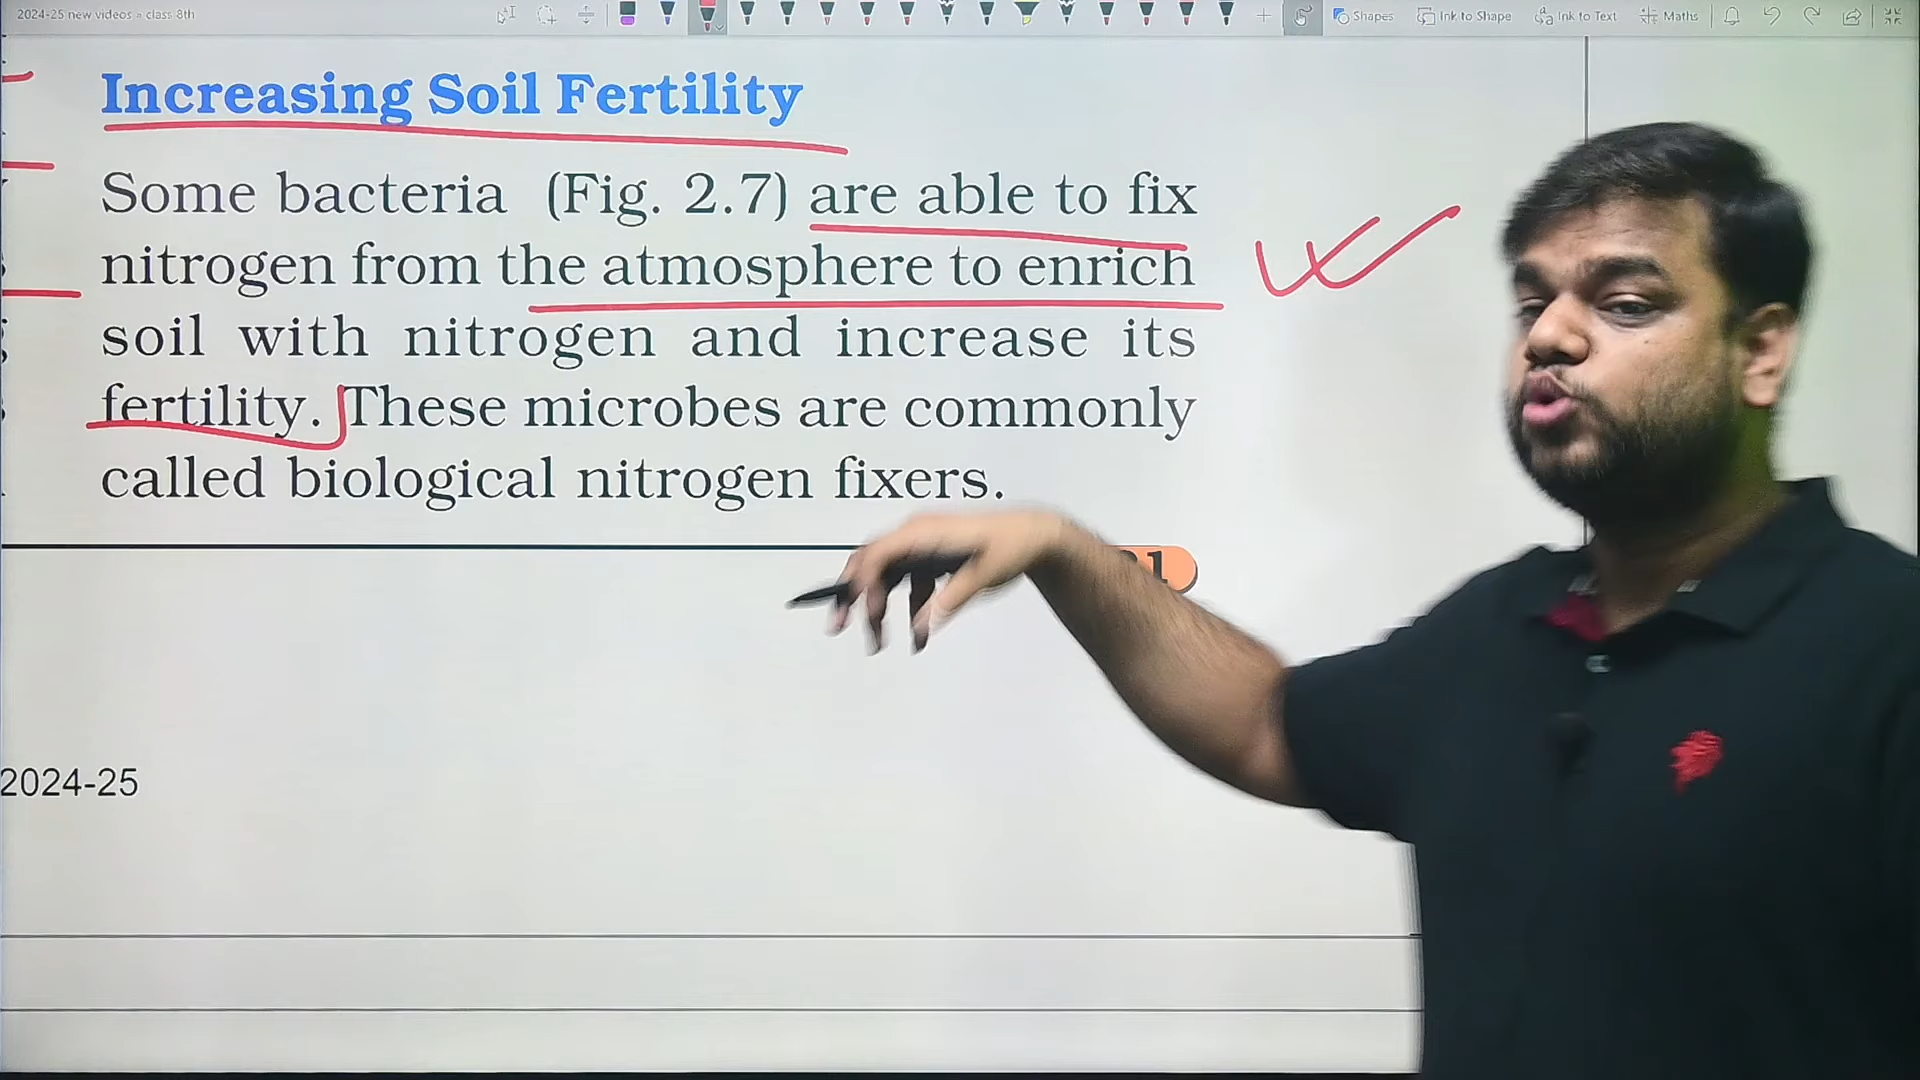 2024-25 new videos n class 8th
Shapes
Ink to Shape
Ink to Text
Maths
Increasing Soil Fertility
Some bacteria (Fig. 2.7) are able to fix
nitrogen from the atmosphere to enrich
soil with nitrogen and increase its
fertility. These microbes are commonly
called biological nitrogen fixers.
2024-25